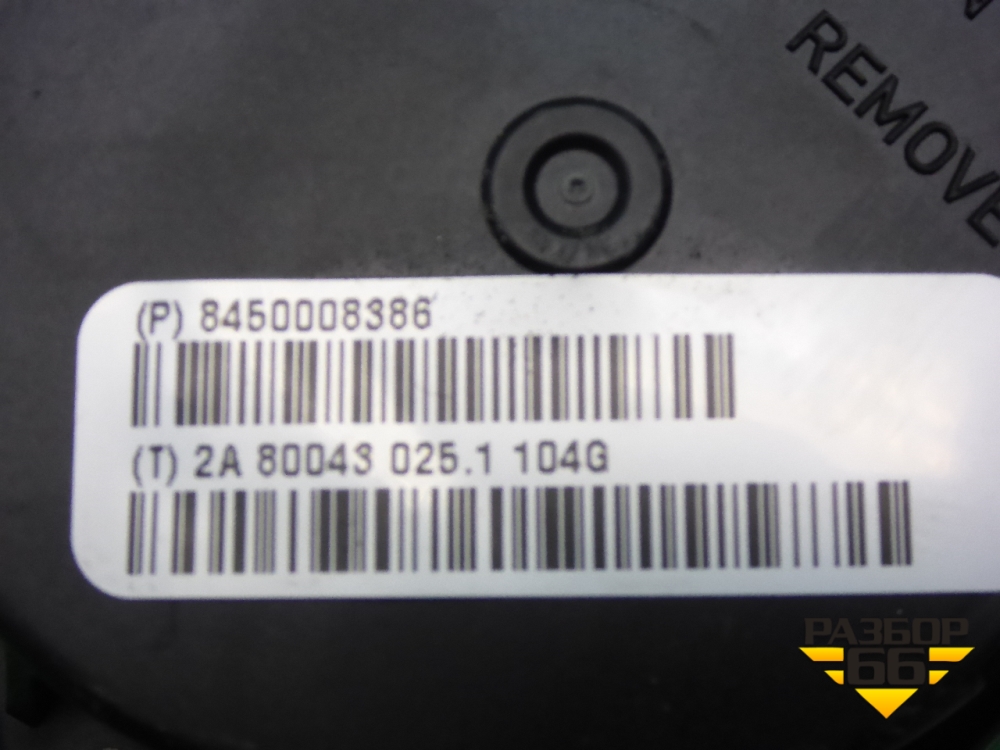 REMOVE
(P) 8450008386
(T) 2A 80043 025.1 104G
РАЗБОР
66